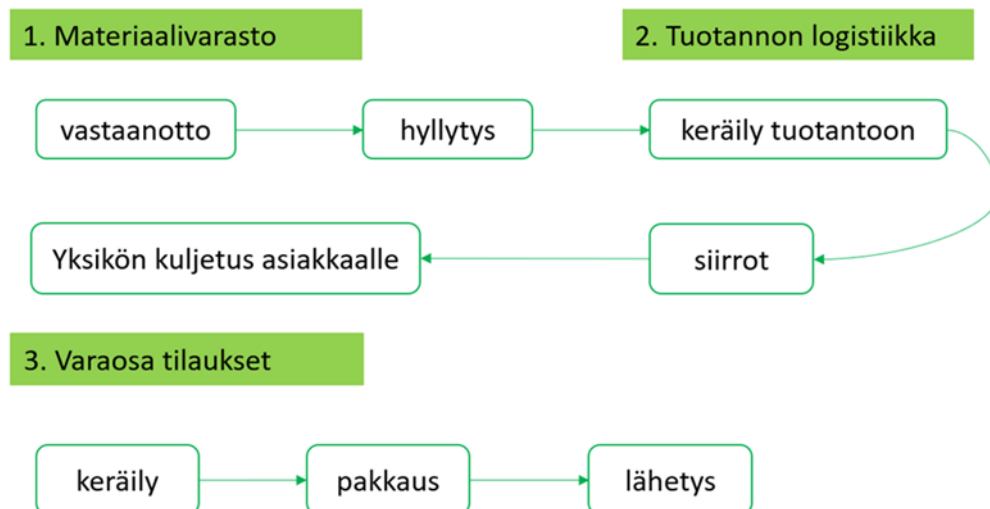 1. Materiaalivarasto
2. Tuotannon logistiikka
vastaanotto
hyllytys
keräily tuotantoon
Yksikön kuljetus asiakkaalle
siirrot
3. Varaosa tilaukset
keräily
pakkaus
lähetys